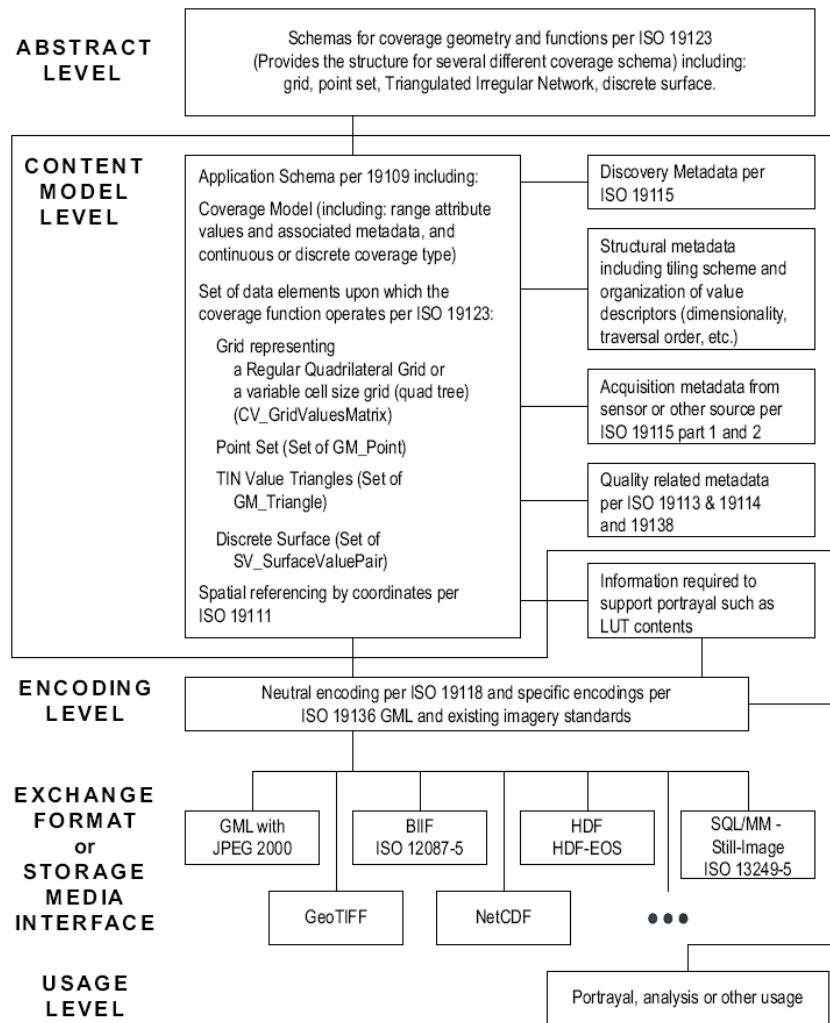 ABSTRACT
LEVEL
Schemas for coverage geometry and functions per ISO 19123
(Provides the structure for several different coverage schema) including:
grid, point set, Triangulated Irregular Network, discrete surface.
CONTENT
MODEL
LEVEL
Application Schema per 19109 including:
Coverage Model (including: range attribute
values and associated metadata, and
continuous or discrete coverage type)
Set of data elements upon which the
coverage function operates per ISO 19123:
Grid representing
a Regular Quadrilateral Grid or
a variable cell size grid (quad tree)
(CV_GridValuesMatrix)
Point Set (Set of GM_Point)
TIN Value Triangles (Set of
GM_Triangle)
Discrete Surface (Set of
SV_SurfaceValuePair)
Spatial referencing by coordinates per
ISO 19111
Discovery Metadata per
ISO 19115
Structural metadata
including tiling scheme and
organization of value
descriptors (dimensionality,
traversal order, etc.)
Acquisition metadata from
sensor or other source per
ISO 19115 part 1 and 2
Quality related metadata
per ISO 19113 & 19114
and 19138
Information required to
support portrayal such as
LUT contents
ENCODING
LEVEL
Neutral encoding per ISO 19118 and specific encodings per
ISO 19136 GML and existing imagery standards
EXCHANGE
FORMAT
or
STORAGE
MEDIA
INTERFACE
GML with
JPEG 2000
BIIF
ISO 12087-5
HDF
HDF-EOS
SQL/MM -
Still-Image
ISO 13249-5
GeoTIFF
NetCDF
•••
USAGE
LEVEL
Portrayal, analysis or other usage